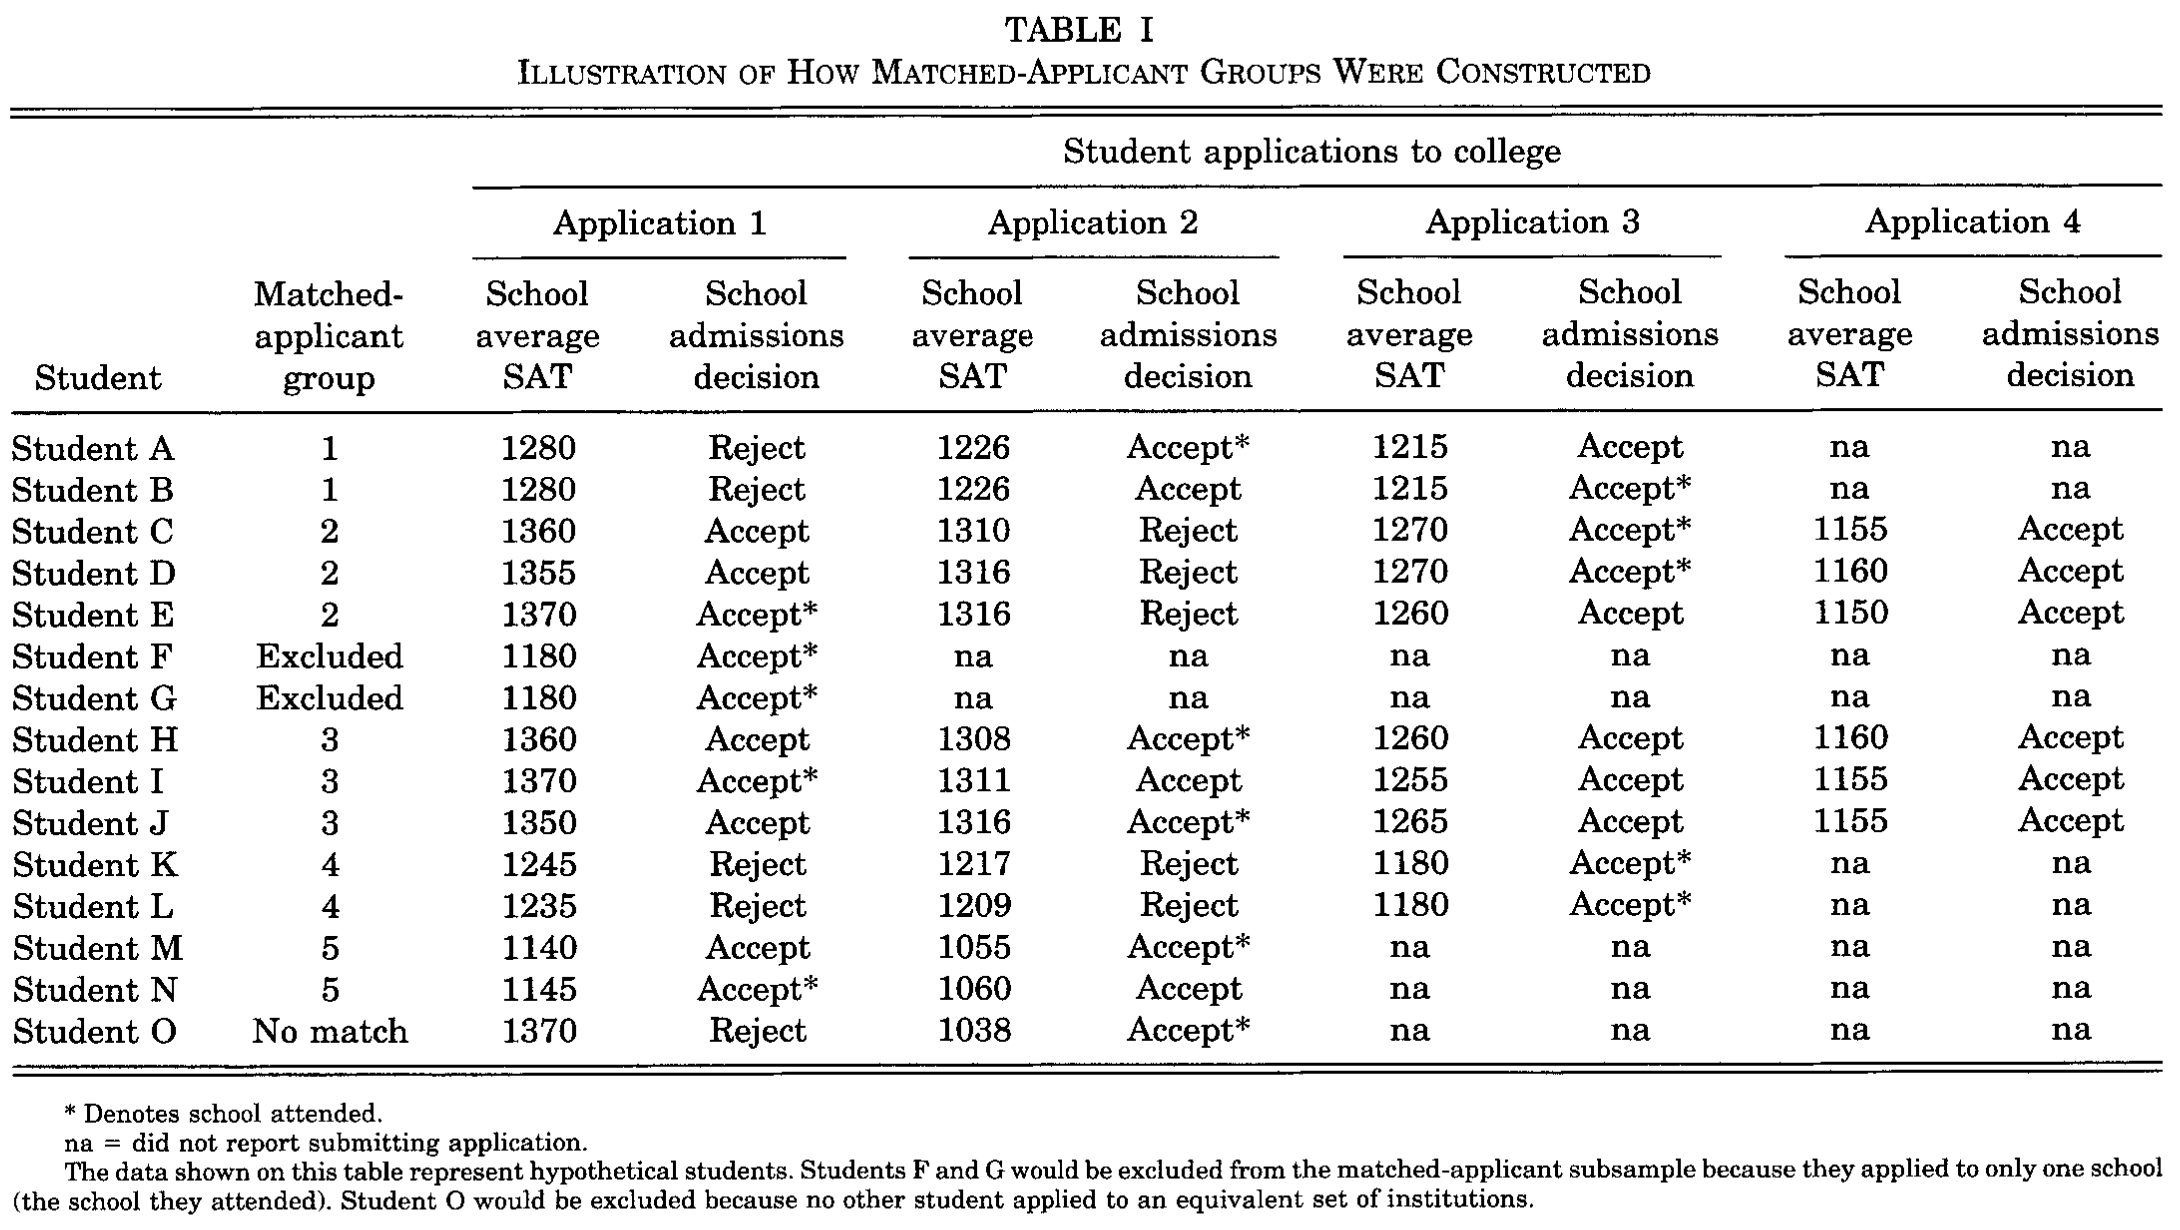 TABLE I
ILLUSTRATION OF HOW MATCHED-APPLICANT GROUPS WERE CONSTRUCTED
Student applications to college
Application 1 Application 2 Application 3 Application 4
Matched- School School School School School School School School
applicant average admissions average admissions average admissions average admissions
Student group SAT decision SAT decision SAT decision SAT decision
Student A 1 1280 Reject 1226 Accept* 1215 Accept na na
Student B 1 1280 Reject 1226 Accept 1215 Accept* na na
Student C 2 1360 Accept 1310 Reject 1270 Accept* 1155 Accept
Student D 2 1355 Accept 1316 Reject 1270 Accept* 1160 Accept
Student E 2 1370 Accept* 1316 Reject 1260 Accept 1150 Accept
Student F Excluded 1180 Accept* na na na na na na
Student G Excluded 1180 Accept* na na na na na na
Student H 3 1360 Accept 1308 Accept* 1260 Accept 1160 Accept
Student I 3 1370 Accept* 1311 Accept 1255 Accept 1155 Accept
Student J 3 1350 Accept 1316 Accept* 1265 Accept 1155 Accept
Student K 4 1245 Reject 1217 Reject 1180 Accept* na na
Student L 4 1235 Reject 1209 Reject 1180 Accept* na na
Student M 5 1140 Accept 1055 Accept* na na na na
Student N 5 1145 Accept* 1060 Accept na na na na
Student O No match 1370 Reject 1038 Accept* na na na na
* Denotes school attended.
na = did not report submitting application.
The data shown on this table represent hypothetical students. Students F and G would be excluded from the matched-applicant subsample because they applied to only one school
(the school they attended). Student O would be excluded because no other student applied to an equivalent set of institutions.